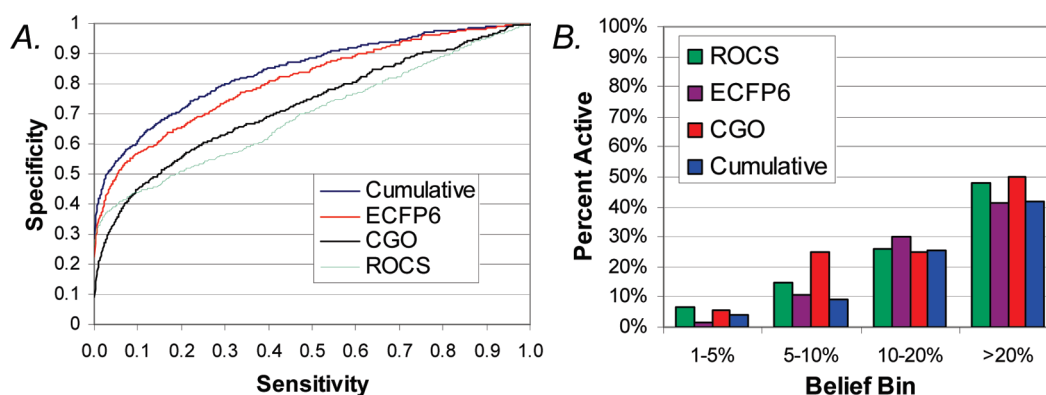 A.
Specificity
1
0.9
0.8
0.7
0.6
0.5
0.4
0.3
0.2
0.1
0
0.0 0.1 0.2 0.3 0.4 0.5 0.6 0.7 0.8 0.9 1.0
Sensitivity
Cumulative
ECFP6
CGO
ROCS
B.
Percent Active
100%
90%
80%
70%
60%
50%
40%
30%
20%
10%
0%
ROCS
ECFP6
CGO
Cumulative
1-5% 5-10% 10-20% >20%
Belief Bin